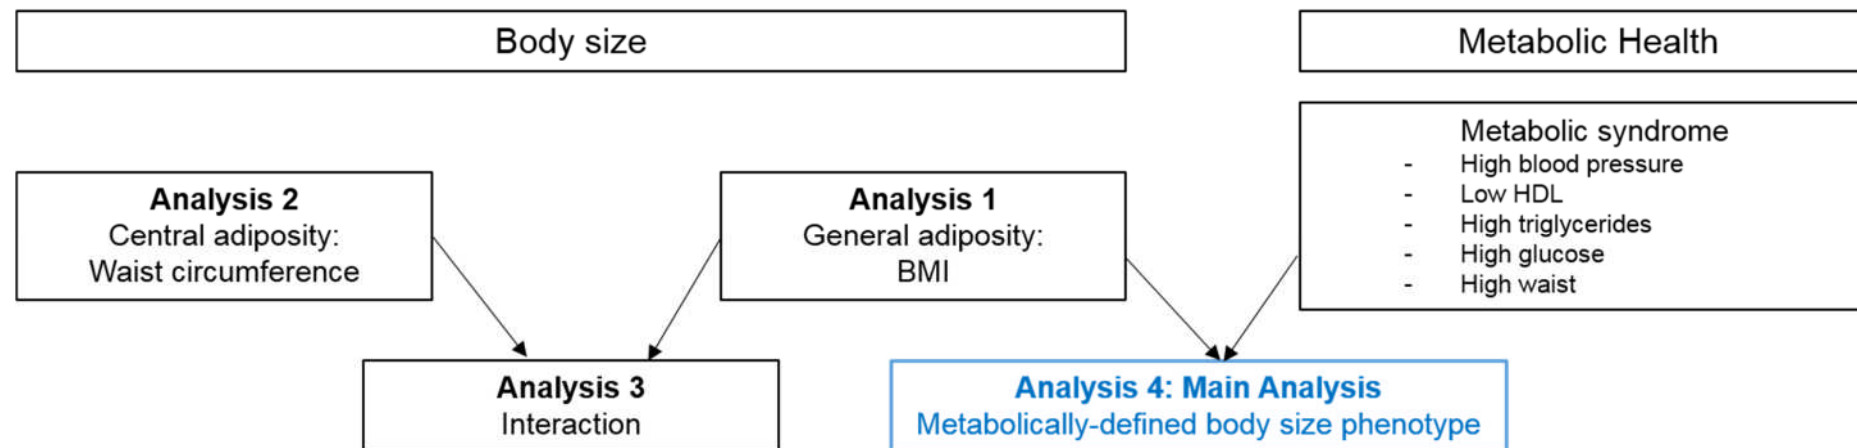 Body size
Metabolic Health
Metabolic syndrome
- High blood pressure
- Low HDL
- High triglycerides
- High glucose
- High waist
Analysis 2
Central adiposity:
Waist circumference
Analysis 1
General adiposity:
BMI
Analysis 3
Interaction
Analysis 4: Main Analysis
Metabolically-defined body size phenotype